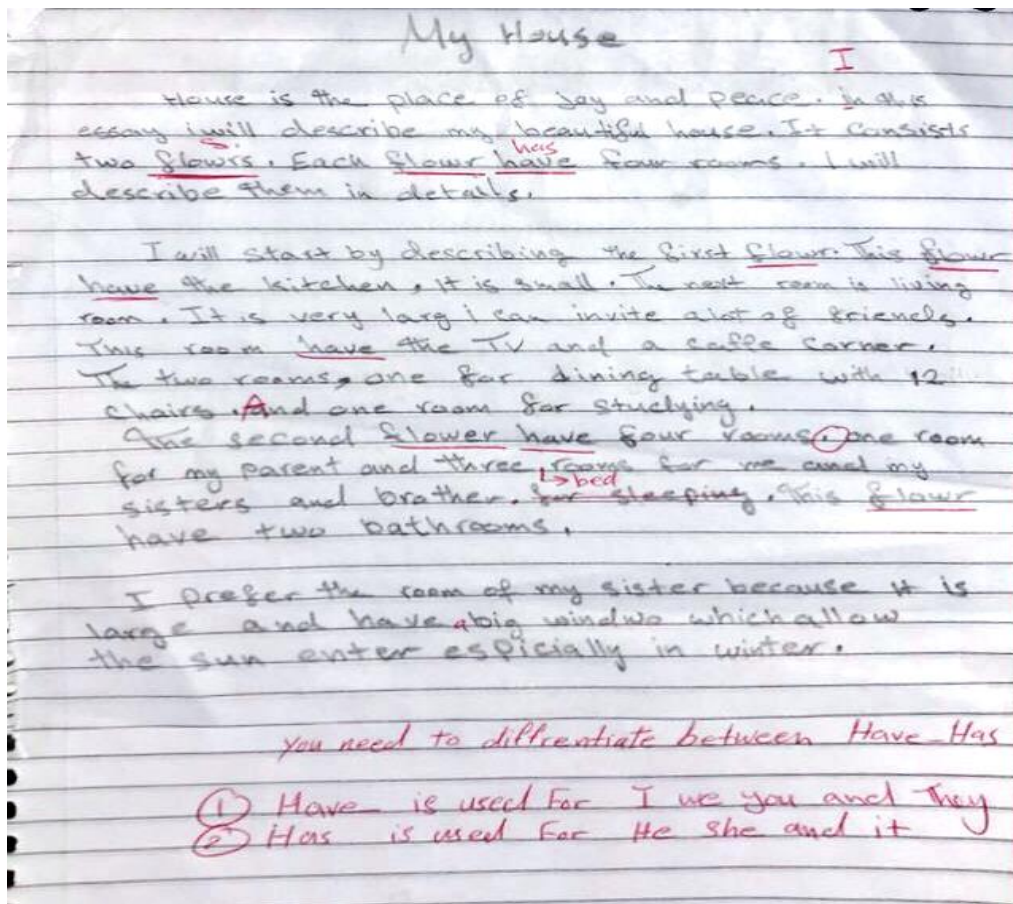 My House
I
House is the place of Joy and peace. in this
essay i will describe my beautiful house. It consists
has
two flowrs. Each flowr have four rooms. I will
describe them in details.
I will start by describing the first flowr. This flowr
have the kitchen, it is small. The next room is living
room. It is very larg i can invite alot of friends.
This room have the TV and a caffe corner.
The two rooms, one for dining table with 12
chairs. And one room for studying.
The second flower have four rooms. one room
for my parent and three rooms for me and my
bed
sisters and brather. for sleeping. This flowr
have two bathrooms.
I prefer the room of my sister because it is
large and have a big windwo which allow
the sun enter espicially in winter.
you need to diffrentiate between Have - Has
1 Have is used For I we you and They
2 Has is used For He she and it